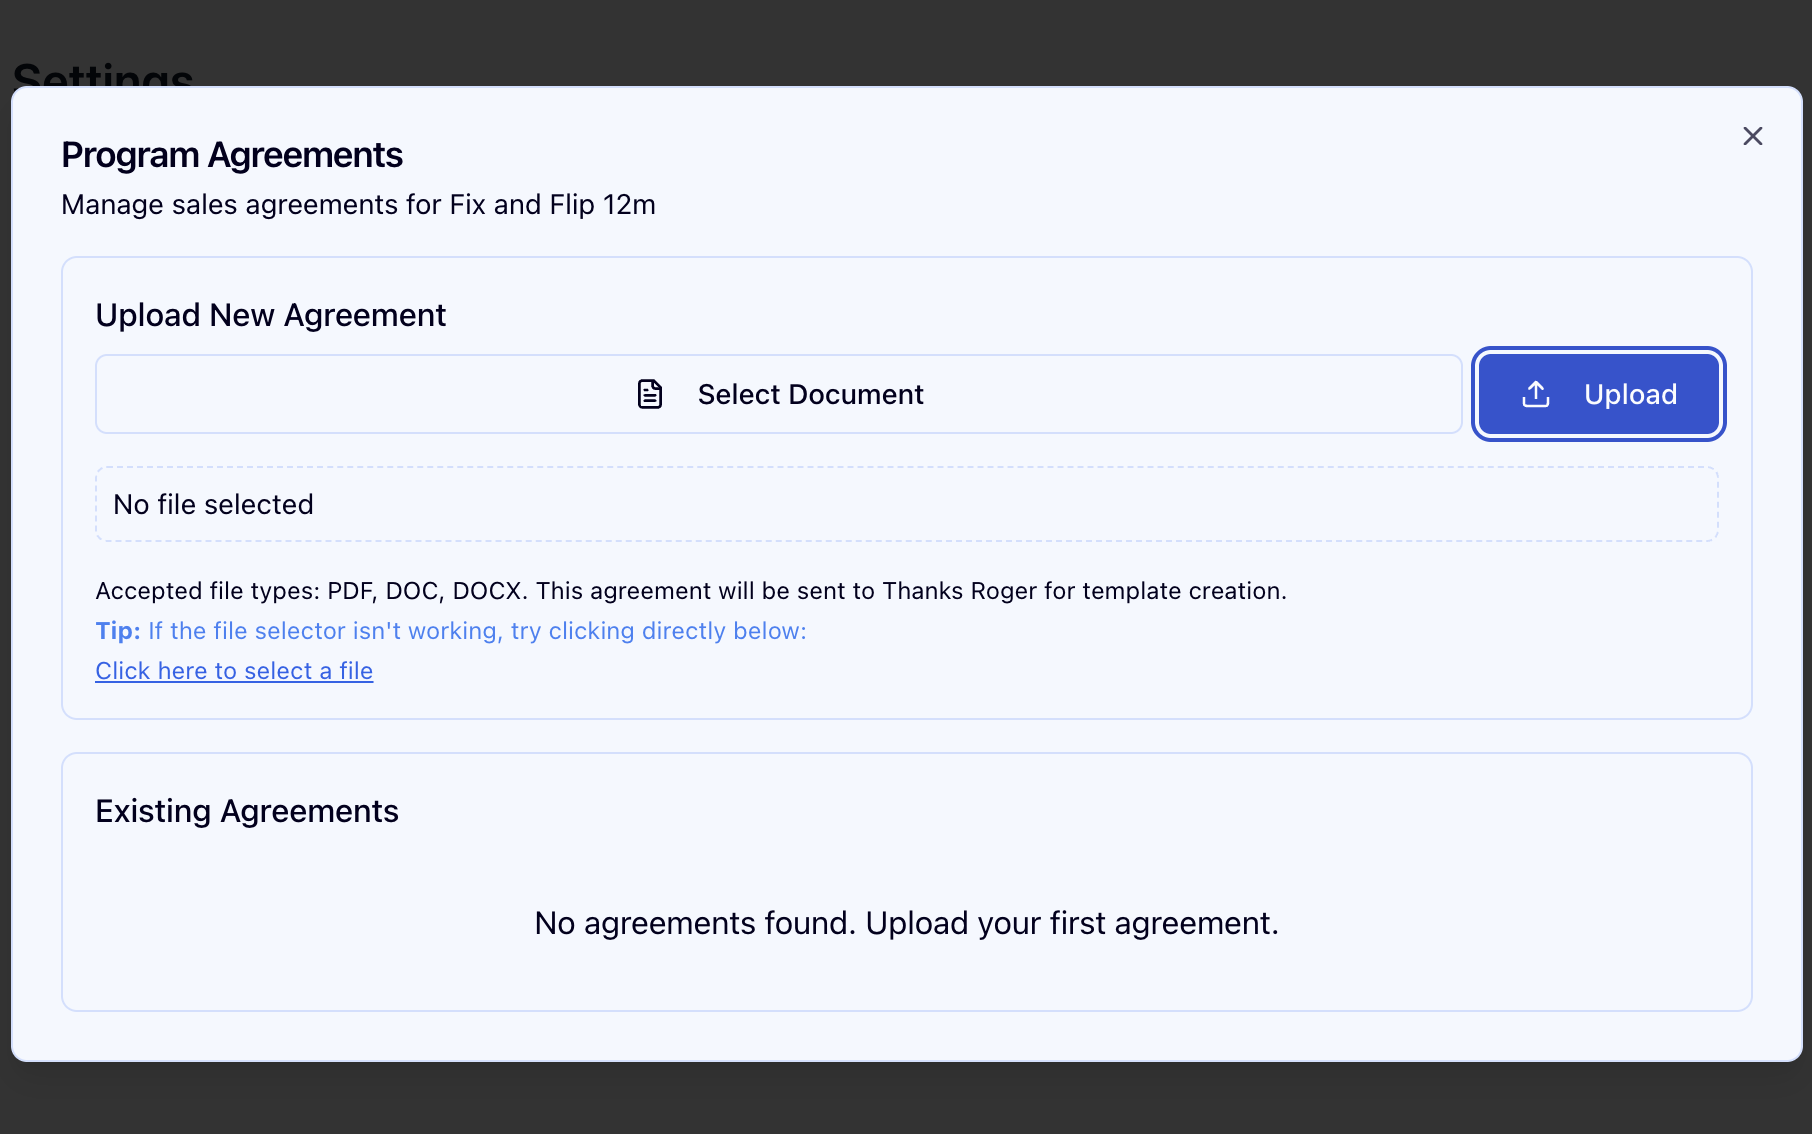 Settings
Program Agreements
Manage sales agreements for Fix and Flip 12m
Upload New Agreement
Select Document
Upload
No file selected
Accepted file types: PDF, DOC, DOCX. This agreement will be sent to Thanks Roger for template creation.
Tip: If the file selector isn't working, try clicking directly below:
Click here to select a file
Existing Agreements
No agreements found. Upload your first agreement.